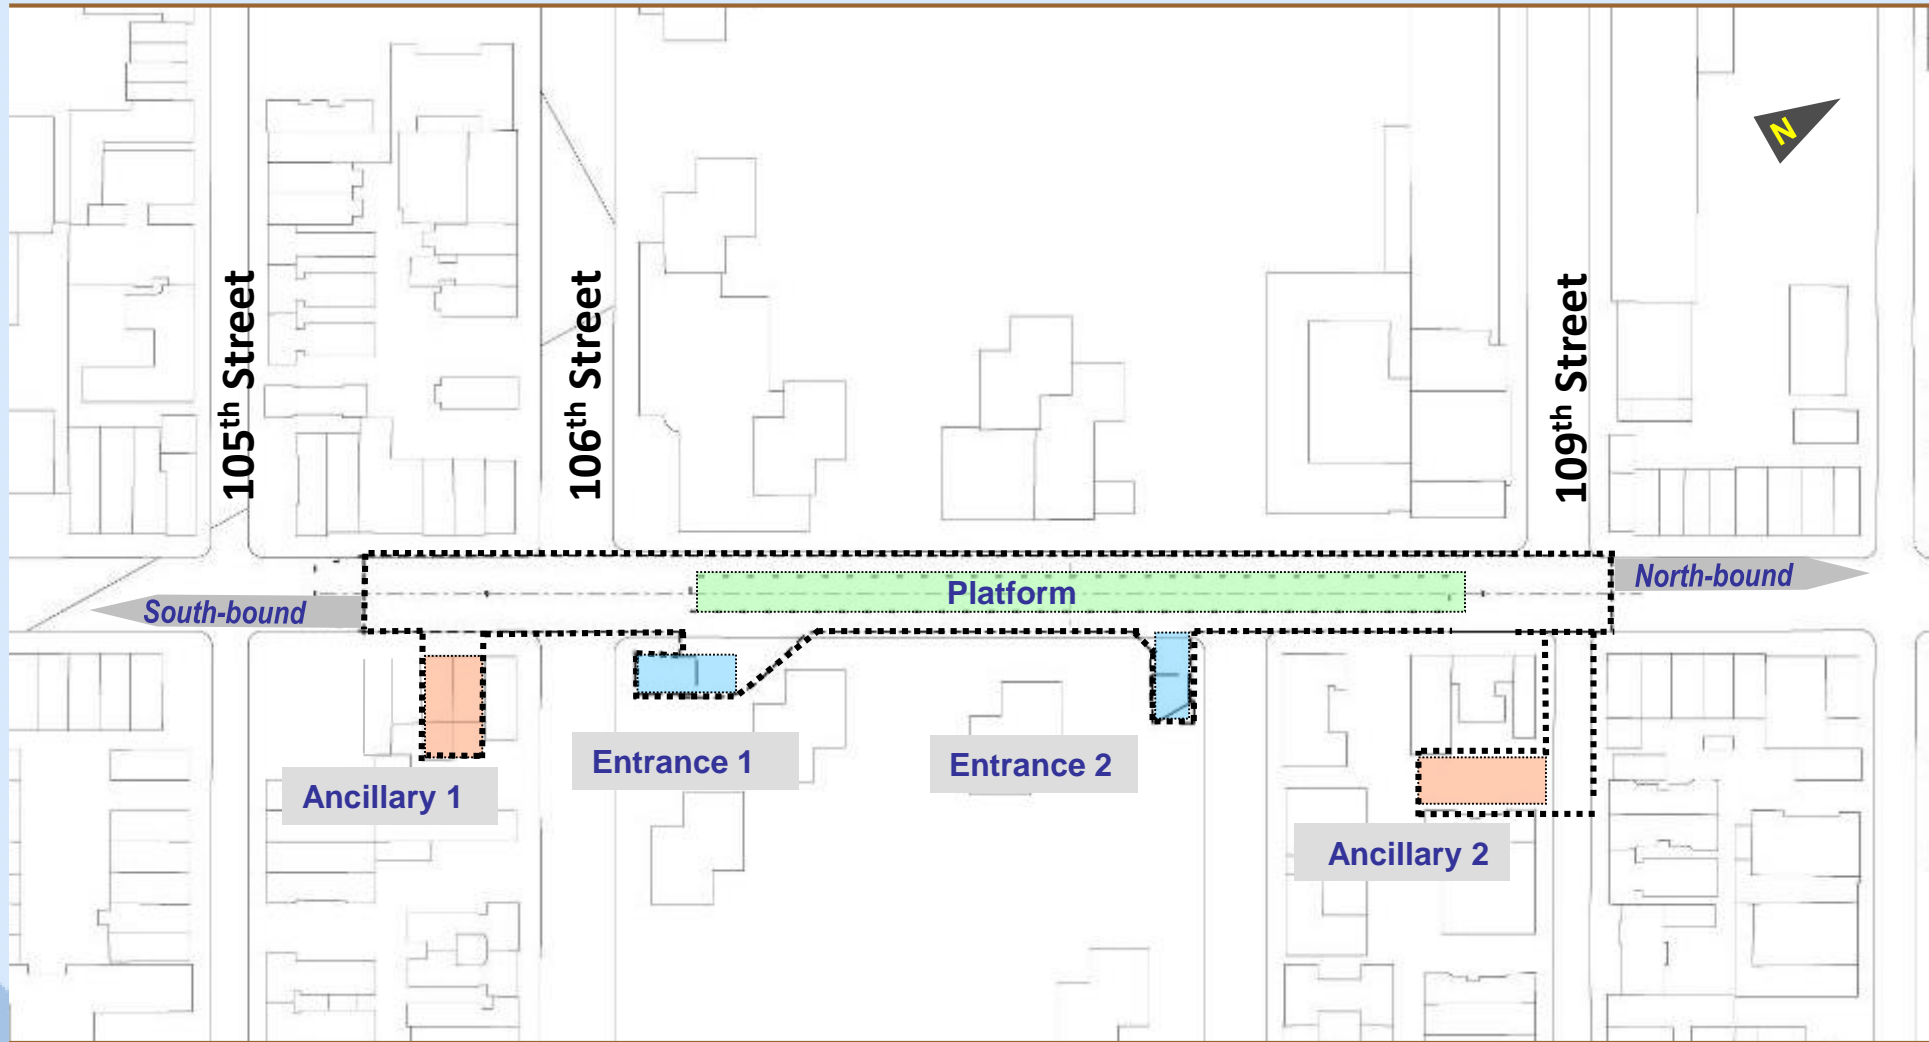 N
105th Street
106th Street
109th Street
North-bound
Platform
South-bound
Entrance 1
Entrance 2
Ancillary 1
Ancillary 2